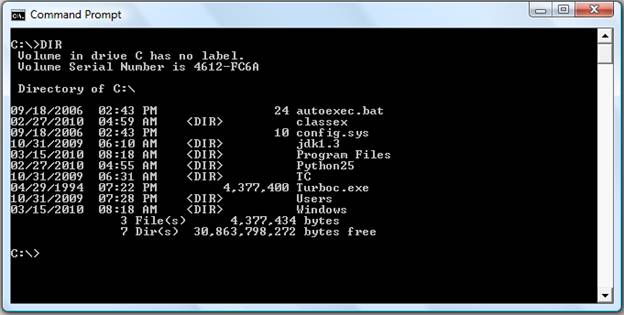 Command Prompt
C:\>DIR
Volume in drive C has no label.
Volume Serial Number is 4612-FC6A
Directory of C:\
09/18/2006 02:43 PM 24 autoexec.bat
02/27/2010 04:59 AM <DIR> classex
09/18/2006 02:43 PM 10 config.sys
10/31/2009 06:10 AM <DIR> jdk1.3
03/15/2010 08:18 AM <DIR> Program Files
02/27/2010 04:55 AM <DIR> Python25
10/31/2009 06:31 AM <DIR> TC
04/29/1994 07:22 PM 4,377,400 Turboc.exe
10/31/2009 07:28 PM <DIR> Users
03/15/2010 08:18 AM <DIR> Windows
3 File(s) 4,377,434 bytes
7 Dir(s) 30,863,798,272 bytes free
C:\>